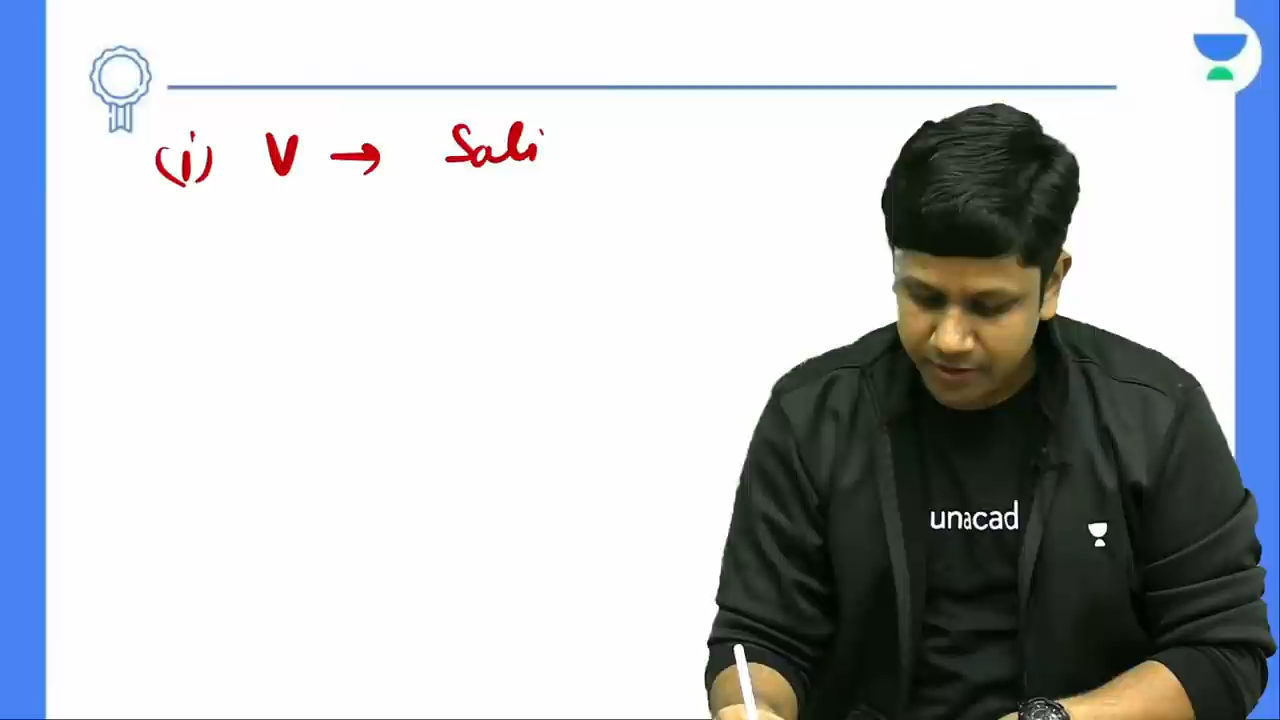 (i) V → Sali
unacad